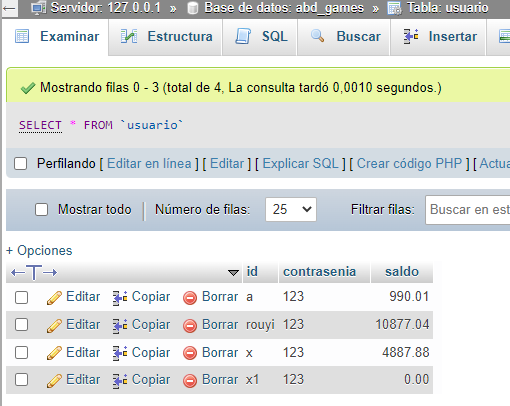 ← Servidor: 127.0.0.1 » Base de datos: abd_games » Tabla: usuario
Examinar Estructura SQL Buscar Insertar
Mostrando filas 0 - 3 (total de 4, La consulta tardó 0,0010 segundos.)
SELECT * FROM `usuario`
Perfilando [ Editar en línea ] [ Editar ] [ Explicar SQL ] [ Crear código PHP ] [ Actua
Mostrar todo Número de filas: 25 Filtrar filas: Buscar en est
+ Opciones
←T→ id contrasenia saldo
Editar Copiar Borrar a 123 990.01
Editar Copiar Borrar rouyi 123 10877.04
Editar Copiar Borrar x 123 4887.88
Editar Copiar Borrar x1 123 0.00